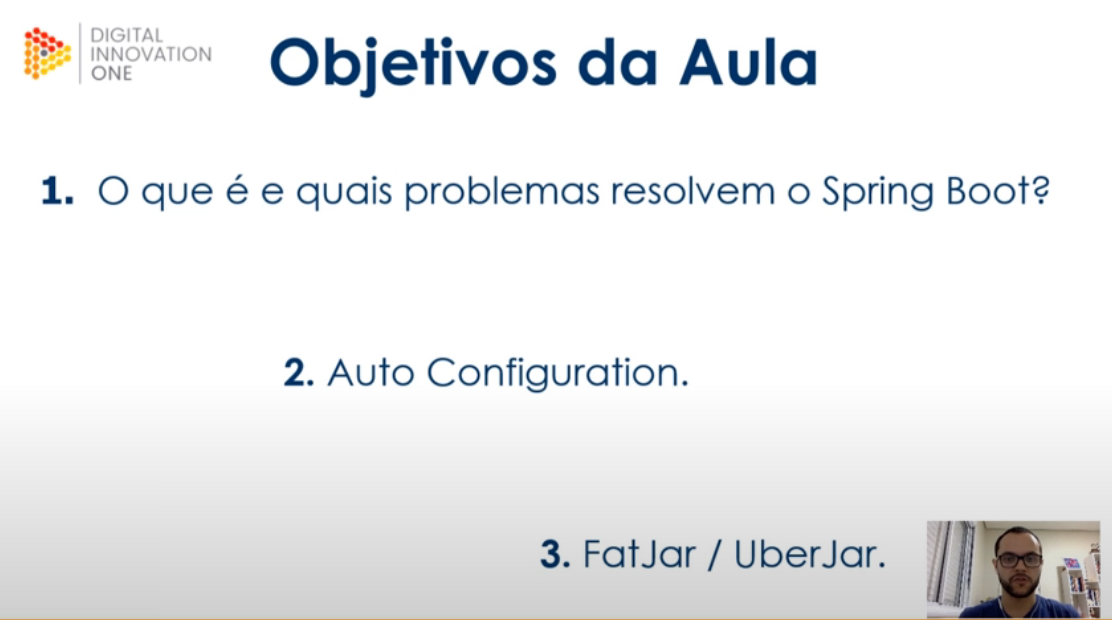 DIGITAL
INNOVATION
ONE
Objetivos da Aula
1. O que é e quais problemas resolvem o Spring Boot?
2. Auto Configuration.
3. FatJar / UberJar.